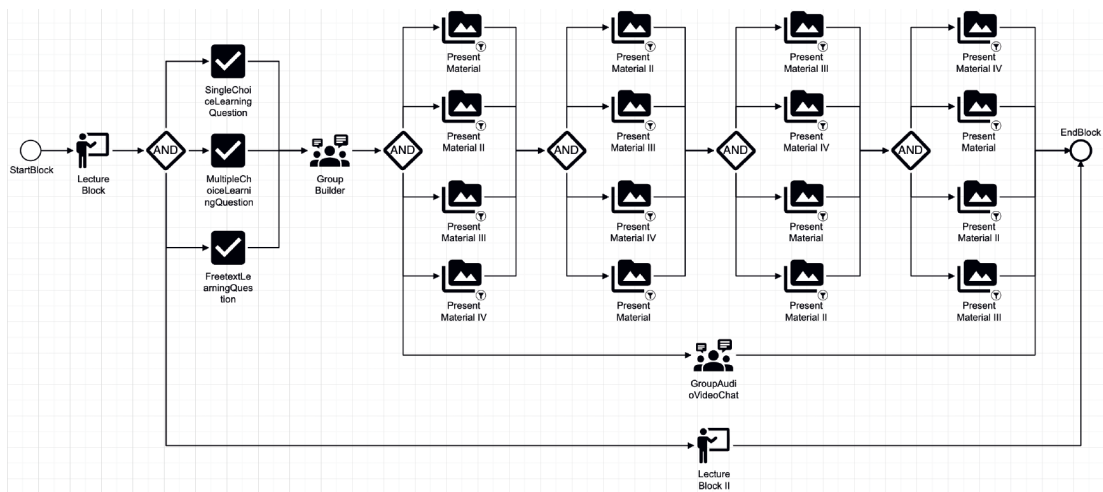 StartBlock
Lecture
Block
AND
SingleChoi
ceLearning
Question
MultipleCh
oiceLearni
ngQuestion
FreetextLe
arningQues
tion
Group
Builder
AND
Present
Material
Present
Material II
Present
Material III
Present
Material IV
AND
Present
Material II
Present
Material III
Present
Material IV
Present
Material
AND
Present
Material III
Present
Material IV
Present
Material
Present
Material II
AND
Present
Material IV
Present
Material
Present
Material II
Present
Material III
EndBlock
GroupAudi
oVideoChat
Lecture
Block II